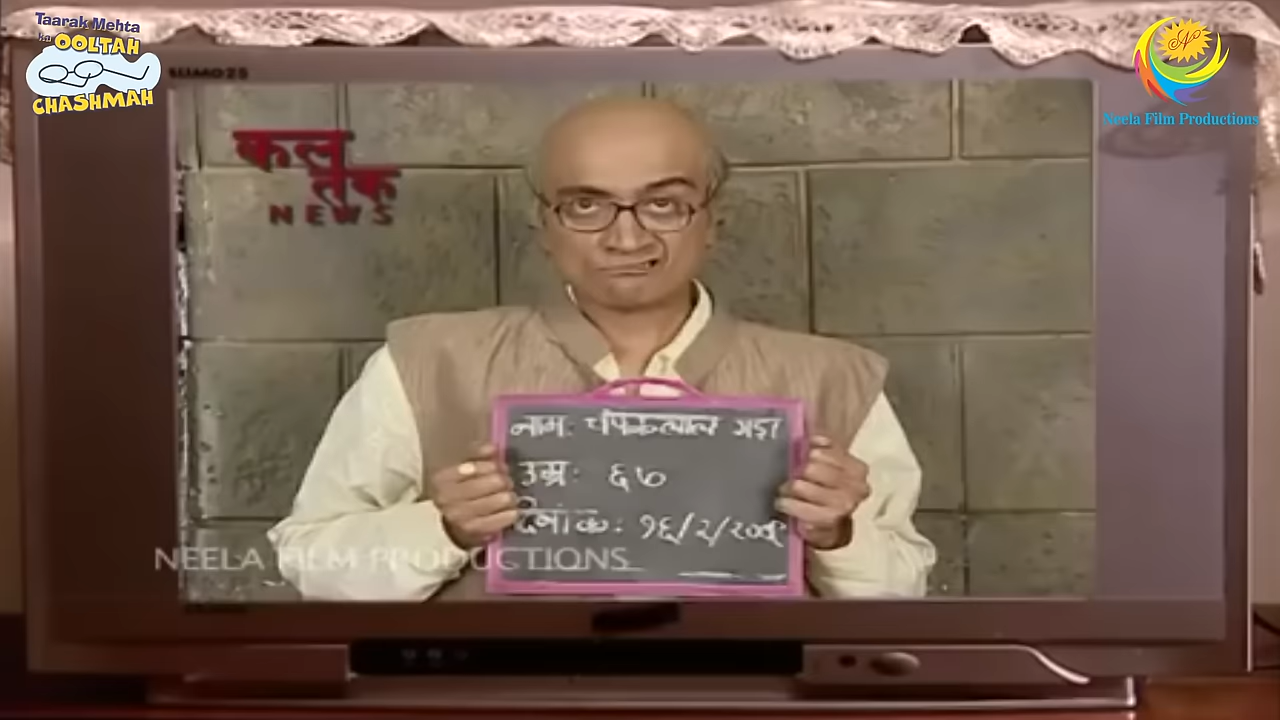 Taarak Mehta
ka OOLTAH
CHASHMAH
Neela Film Productions
SUMO25
कल
तक
NEWS
नाम: चंपकलाल गड़ा
उम्र: ६७
दिनांक: १६/२/२००९
NEELA FILM PRODUCTIONS